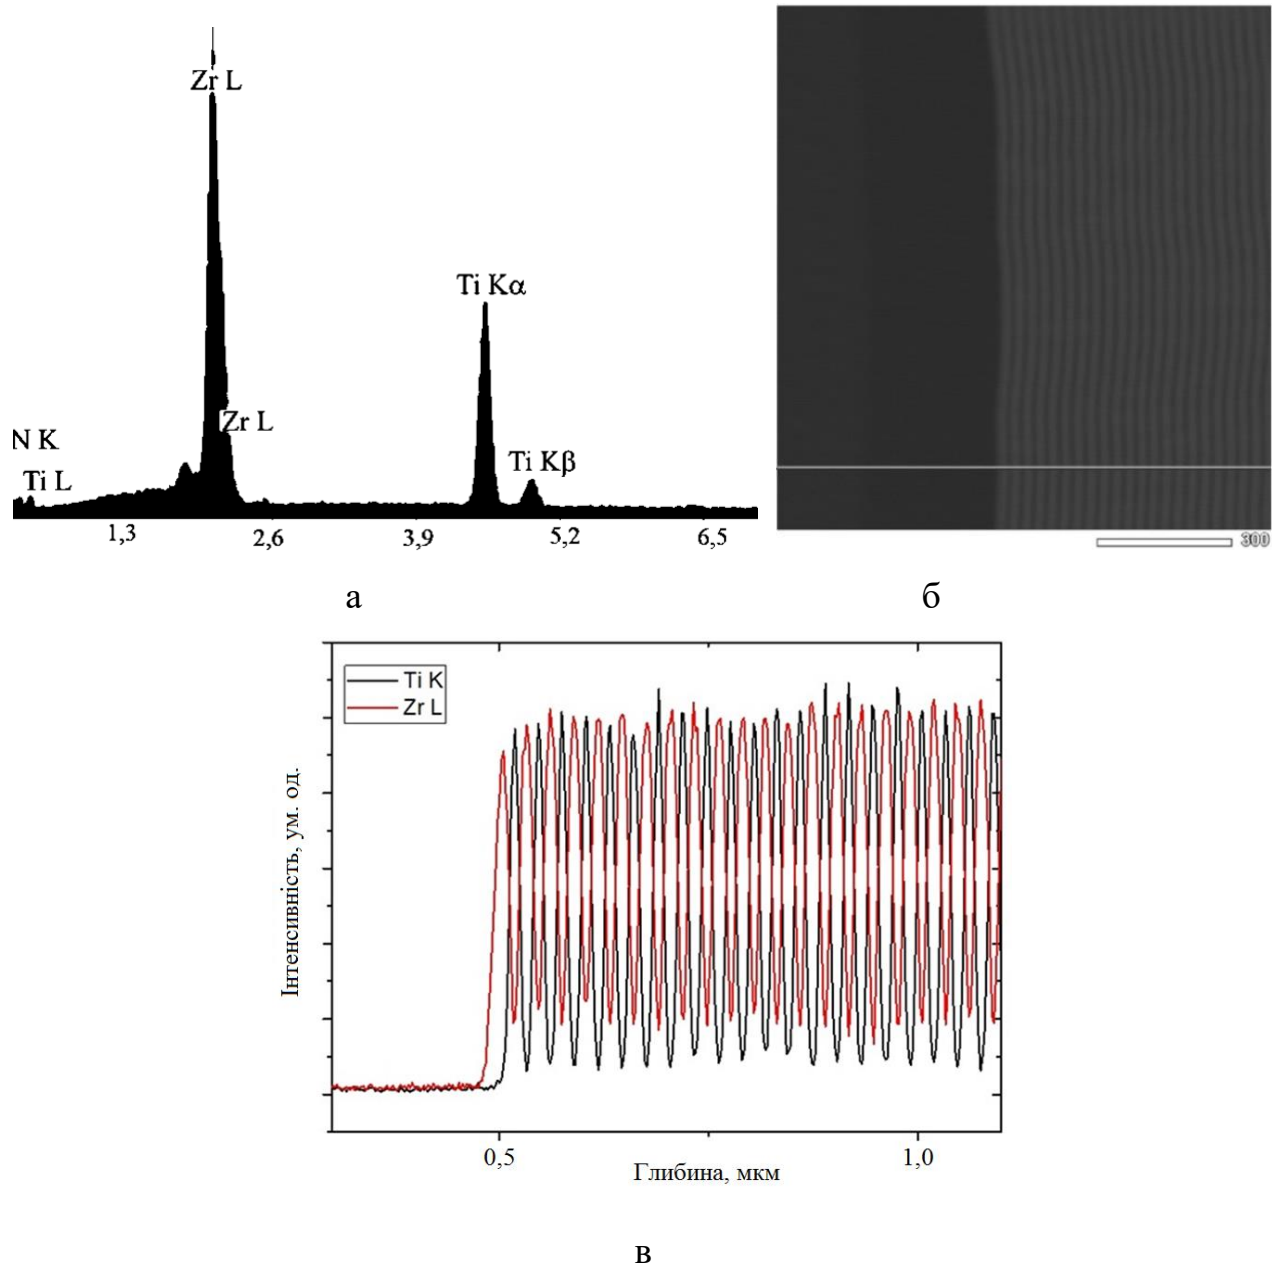 Zr L
Ti Kα
Zr L
N K
Ti Kβ
Ti L
1,3 2,6 3,9 5,2 6,5
300
а б
Ti K
Zr L
Інтенсивність, ум. од.
0,5 1,0
Глибина, мкм
в